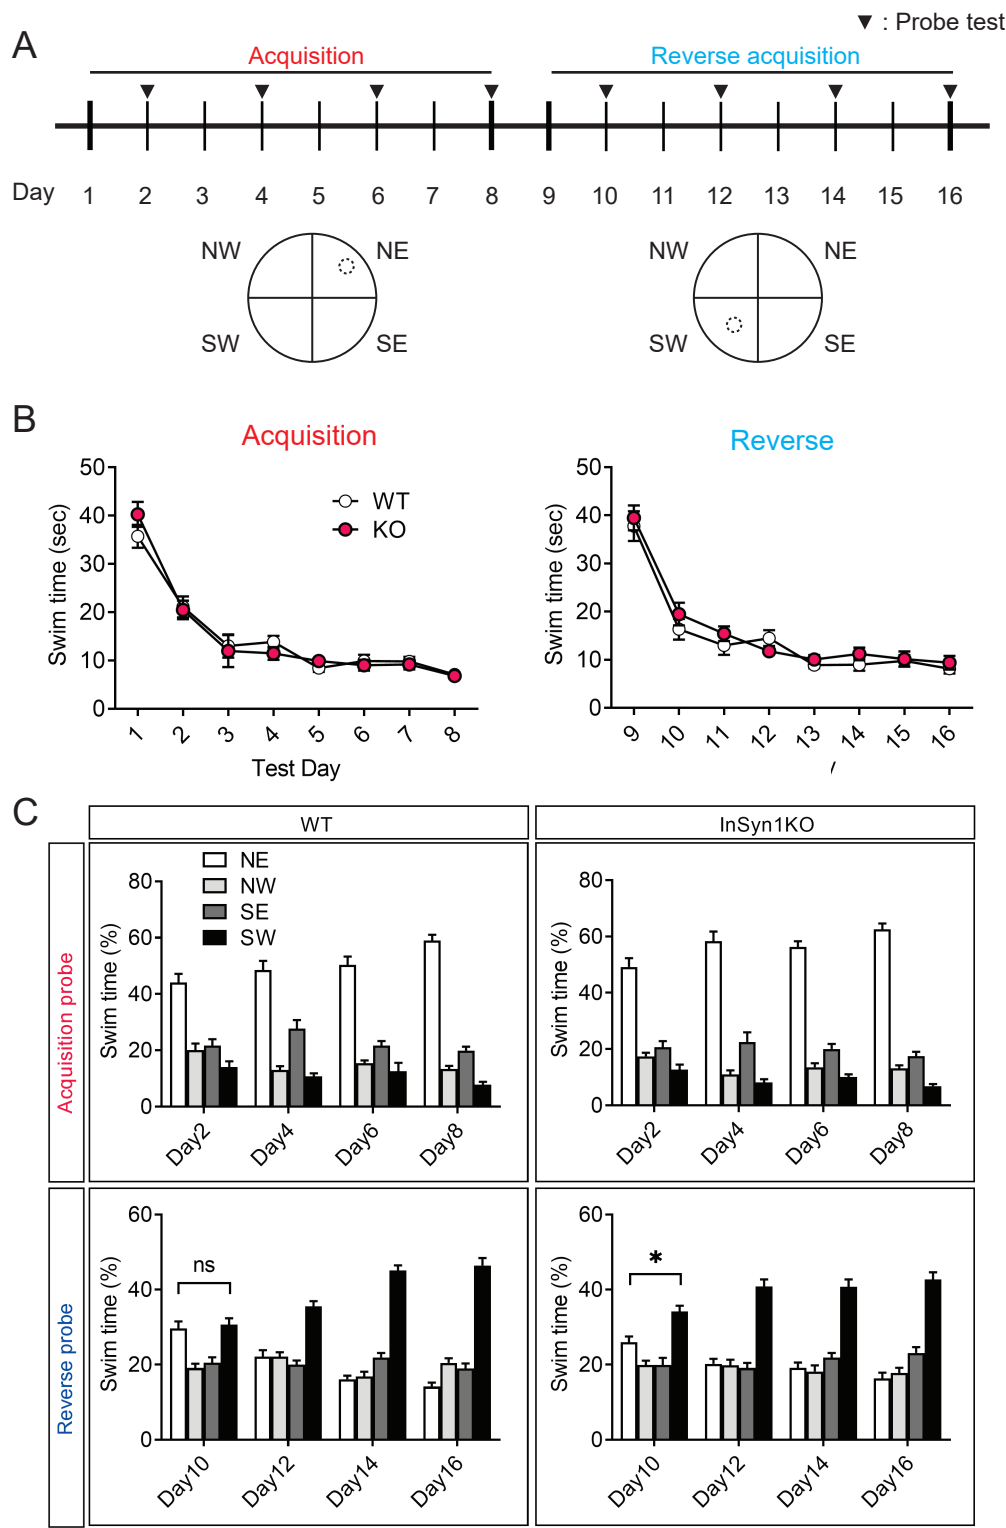 ▼ : Probe test
A
Acquisition
Reverse acquisition
Day 1 2 3 4 5 6 7 8 9 10 11 12 13 14 15 16
NW NE
SW SE
NW NE
SW SE
B
Acquisition
Swim time (sec)
50
40
30
20
10
0
WT
KO
1 2 3 4 5 6 7 8
Test Day
Reverse
Swim time (sec)
50
40
30
20
10
0
9 10 11 12 13 14 15 16
C
WT
InSyn1KO
Acquisition probe
Swim time (%)
80
60
40
20
0
NE
NW
SE
SW
Day2 Day4 Day6 Day8
Swim time (%)
80
60
40
20
0
Day2 Day4 Day6 Day8
Reverse probe
Swim time (%)
60
40
20
0
ns
Day10 Day12 Day14 Day16
Swim time (%)
60
40
20
0
*
Day10 Day12 Day14 Day16